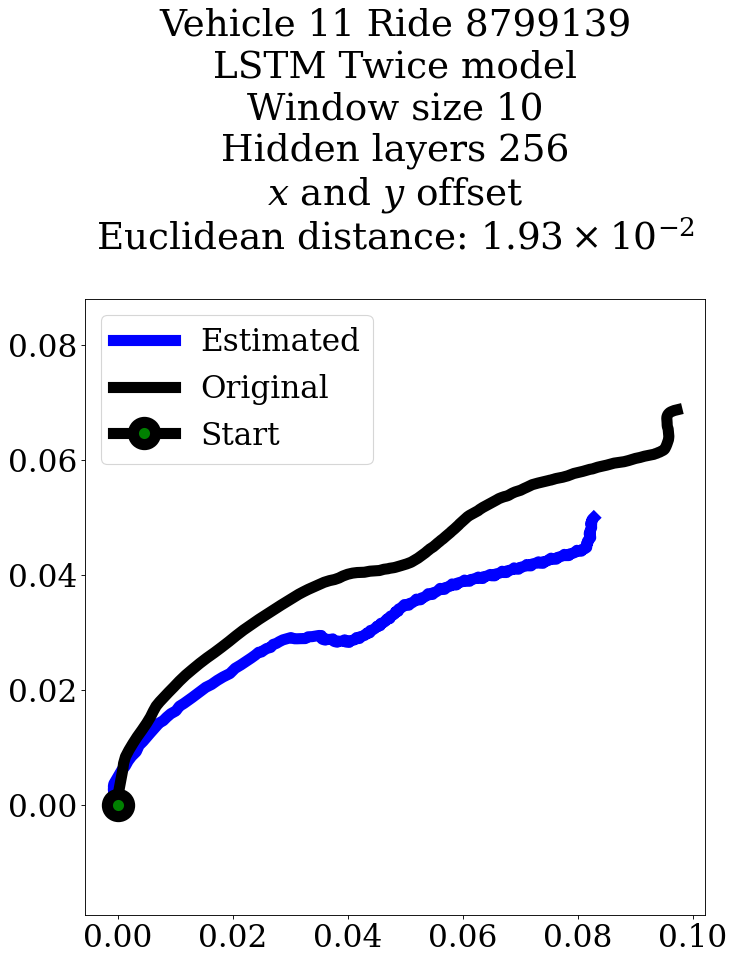 Vehicle 11 Ride 8799139
LSTM Twice model
Window size 10
Hidden layers 256
x and y offset
Euclidean distance: 1.93 × 10⁻²
Estimated
Original
Start
0.08
0.06
0.04
0.02
0.00
0.00 0.02 0.04 0.06 0.08 0.10